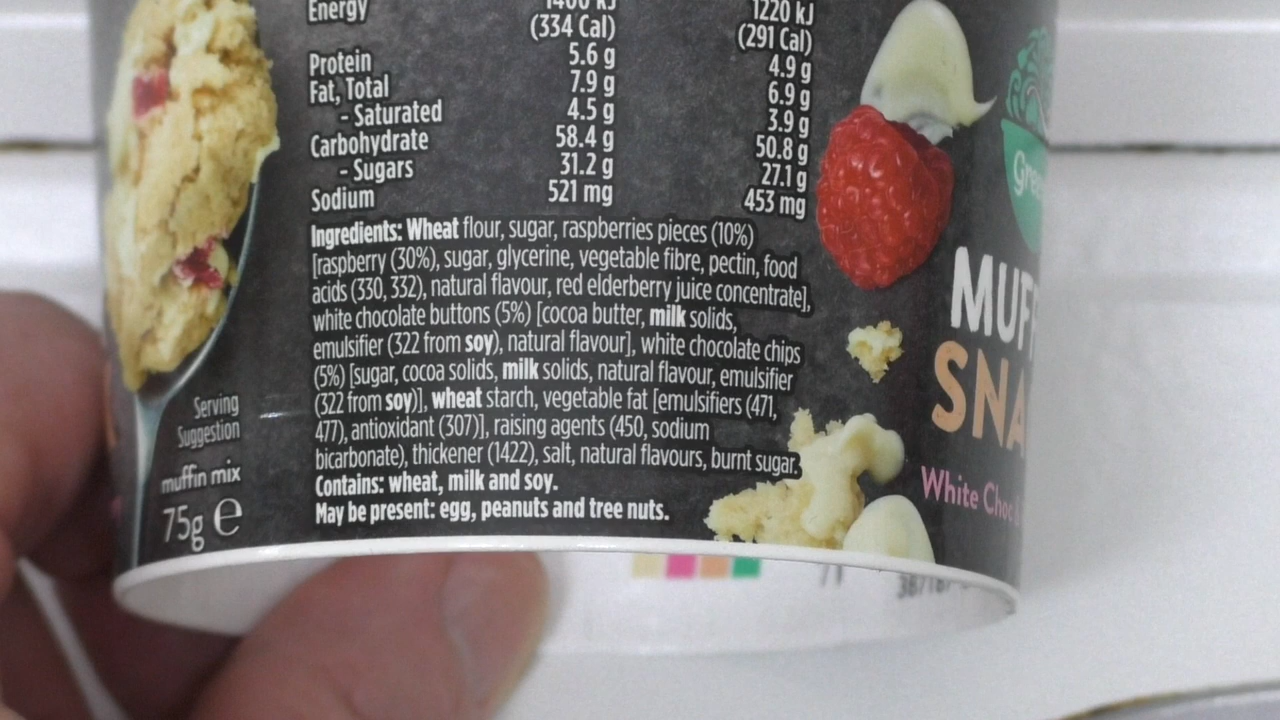 Energy 1400 kJ 1220 kJ
(334 Cal) (291 Cal)
Protein 5.6 g 4.9 g
Fat, Total 7.9 g 6.9 g
- Saturated 4.5 g 3.9 g
Carbohydrate 58.4 g 50.8 g
- Sugars 31.2 g 27.1 g
Sodium 521 mg 453 mg
Ingredients: Wheat flour, sugar, raspberries pieces (10%)
[raspberry (30%), sugar, glycerine, vegetable fibre, pectin, food
acids (330, 332), natural flavour, red elderberry juice concentrate],
white chocolate buttons (5%) [cocoa butter, milk solids,
emulsifier (322 from soy), natural flavour], white chocolate chips
(5%) [sugar, cocoa solids, milk solids, natural flavour, emulsifier
(322 from soy)], wheat starch, vegetable fat [emulsifiers (471,
477), antioxidant (307)], raising agents (450, sodium
bicarbonate), thickener (1422), salt, natural flavours, burnt sugar.
Contains: wheat, milk and soy.
May be present: egg, peanuts and tree nuts.
Serving
Suggestion
muffin mix
75g e
Gree
MUFF
SNA
White Choc